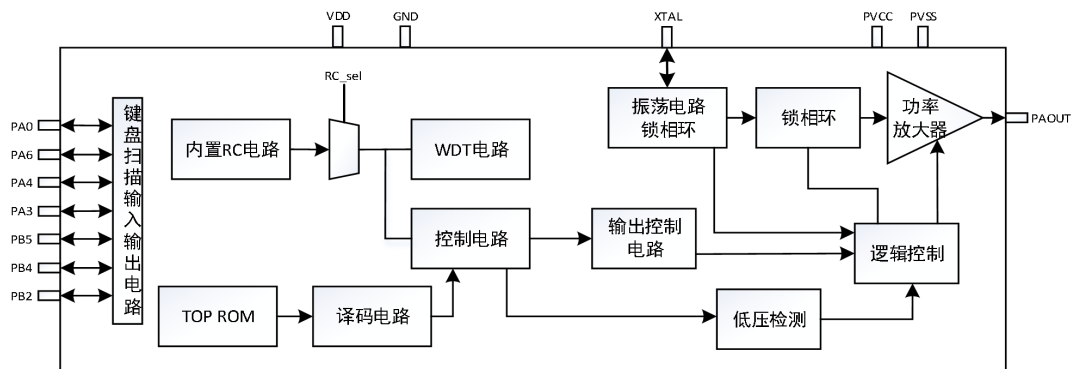 VDD
GND
XTAL
PVCC
PVSS
RC_sel
PA0
PA6
PA4
PA3
PB5
PB4
PB2
键盘扫描输入输出电路
内置RC电路
WDT电路
振荡电路
锁相环
锁相环
功率
放大器
PAOUT
控制电路
输出控制
电路
逻辑控制
TOP ROM
译码电路
低压检测